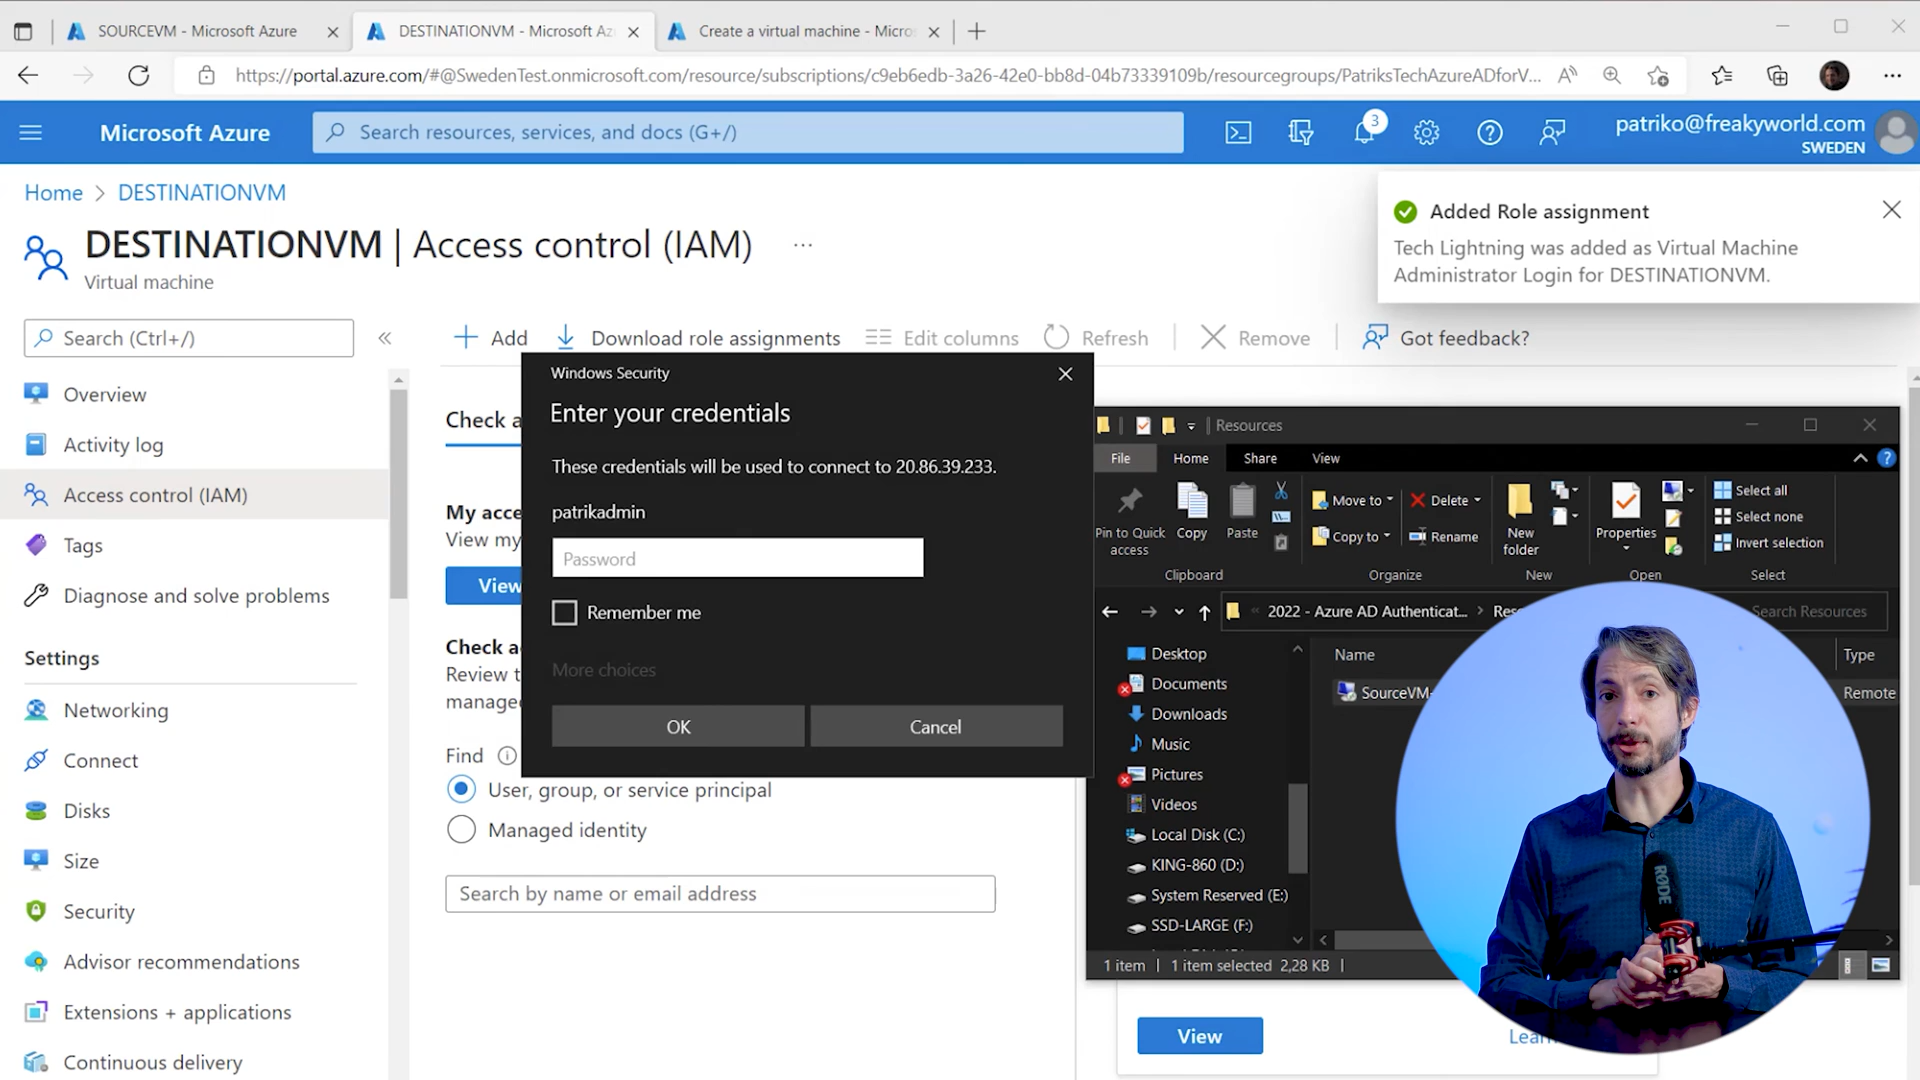 SOURCEVM - Microsoft Azure
DESTINATIONVM - Microsoft Az
Create a virtual machine - Micro
https://portal.azure.com/#@SwedenTest.onmicrosoft.com/resource/subscriptions/c9eb6edb-3a26-42e0-bb8d-04b73339109b/resourcegroups/PatriksTechAzureADforV...
Microsoft Azure
Search resources, services, and docs (G+/)
3
patriko@freakyworld.com
SWEDEN
Home > DESTINATIONVM
DESTINATIONVM | Access control (IAM) ...
Virtual machine
Added Role assignment
Tech Lightning was added as Virtual Machine
Administrator Login for DESTINATIONVM.
Search (Ctrl+/)
Add
Download role assignments
Edit columns
Refresh
Remove
Got feedback?
Overview
Activity log
Access control (IAM)
Tags
Diagnose and solve problems
Settings
Networking
Connect
Disks
Size
Security
Advisor recommendations
Extensions + applications
Continuous delivery
Check a
My acce
View my
View
Check a
Review t
manage
Find
User, group, or service principal
Managed identity
Search by name or email address
Windows Security
Enter your credentials
These credentials will be used to connect to 20.86.39.233.
patrikadmin
Password
Remember me
More choices
OK
Cancel
Resources
File
Home
Share
View
Pin to Quick
access
Copy
Paste
Clipboard
Move to
Copy to
Delete
Rename
Organize
New
folder
New
Properties
Open
Select all
Select none
Invert selection
Select
« 2022 - Azure AD Authenticat... > Res
Search Resources
Desktop
Documents
Downloads
Music
Pictures
Videos
Local Disk (C:)
KING-860 (D:)
System Reserved (E:)
SSD-LARGE (F:)
Name
Type
SourceVM-
Remote
1 item
1 item selected 2,28 KB
RØDE
View
Learn